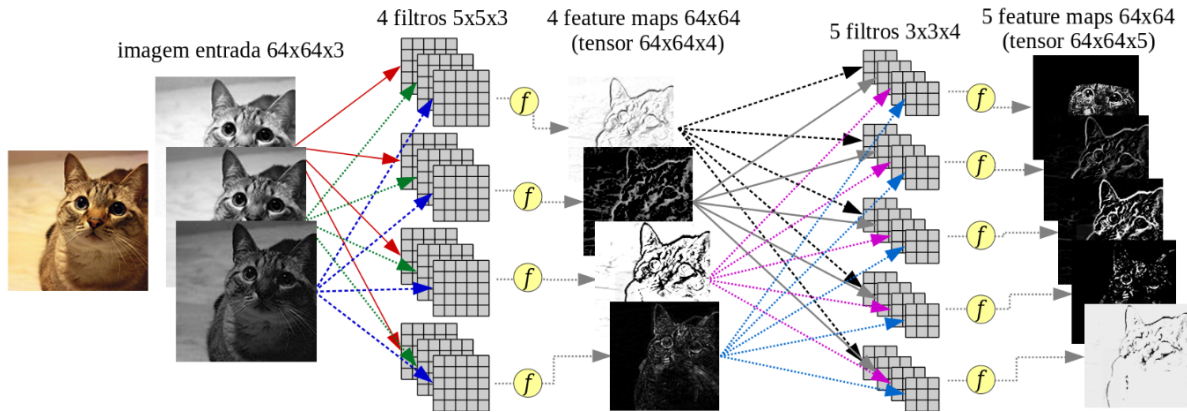 imagem entrada 64x64x3
4 filtros 5x5x3
4 feature maps 64x64
(tensor 64x64x4)
5 filtros 3x3x4
5 feature maps 64x64
(tensor 64x64x5)
f
f
f
f
f
f
f
f
f